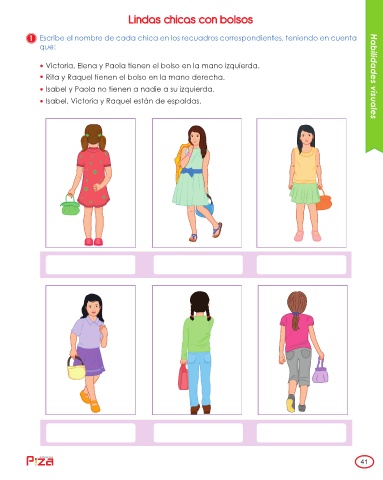 Lindas chicas con bolsos
1 Escribe el nombre de cada chica en los recuadros correspondientes, teniendo en cuenta
que:
• Victoria, Elena y Paola tienen el bolso en la mano izquierda.
• Rita y Raquel tienen el bolso en la mano derecha.
• Isabel y Paola no tienen a nadie a su izquierda.
• Isabel, Victoria y Raquel están de espaldas.
Habilidades visuales
Piza
41